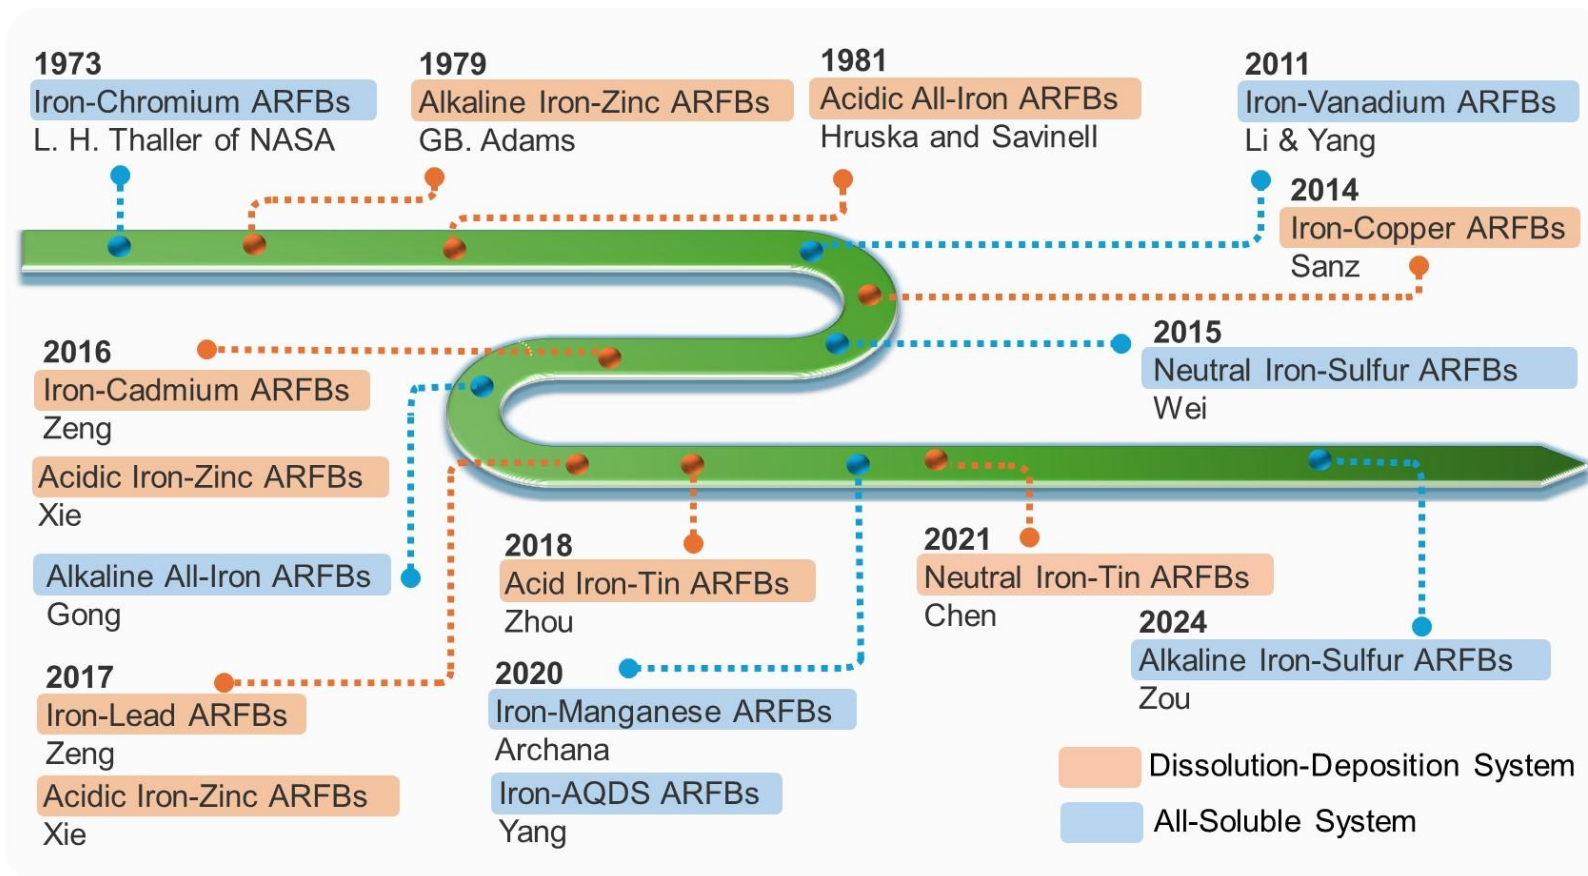 1973
Iron-Chromium ARFBs
L. H. Thaller of NASA
1979
Alkaline Iron-Zinc ARFBs
GB. Adams
1981
Acidic All-Iron ARFBs
Hruska and Savinell
2011
Iron-Vanadium ARFBs
Li & Yang
2014
Iron-Copper ARFBs
Sanz
2015
Neutral Iron-Sulfur ARFBs
Wei
2016
Iron-Cadmium ARFBs
Zeng
Acidic Iron-Zinc ARFBs
Xie
Alkaline All-Iron ARFBs
Gong
2017
Iron-Lead ARFBs
Zeng
Acidic Iron-Zinc ARFBs
Xie
2018
Acid Iron-Tin ARFBs
Zhou
2020
Iron-Manganese ARFBs
Archana
Iron-AQDS ARFBs
Yang
2021
Neutral Iron-Tin ARFBs
Chen
2024
Alkaline Iron-Sulfur ARFBs
Zou
Dissolution-Deposition System
All-Soluble System